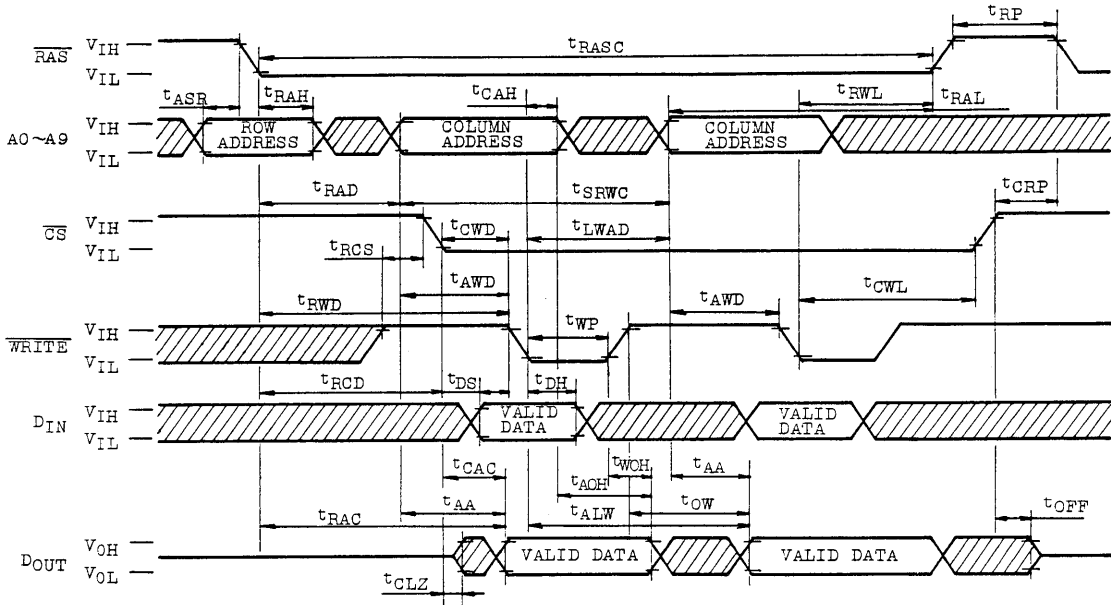 tRP
RAS VIH
tRASC
VIL
tASR tRAH tCAH tRWL tRAL
A0~A9 VIH
ROW ADDRESS
COLUMN ADDRESS
COLUMN ADDRESS
VIL
tRAD tSRWC tCRP
CS VIH
tCWD tLWAD
VIL
tRCS
tAWD tCWL
tRWD tAWD
WRITE VIH
tWP
VIL
tRCD tDS tDH
DIN VIH
VALID DATA
VALID DATA
VIL
tCAC tWOH tAA
tAOH
tAA tOW
tRAC tALW tOFF
DOUT VOH
VALID DATA VALID DATA
VOL
tCLZ